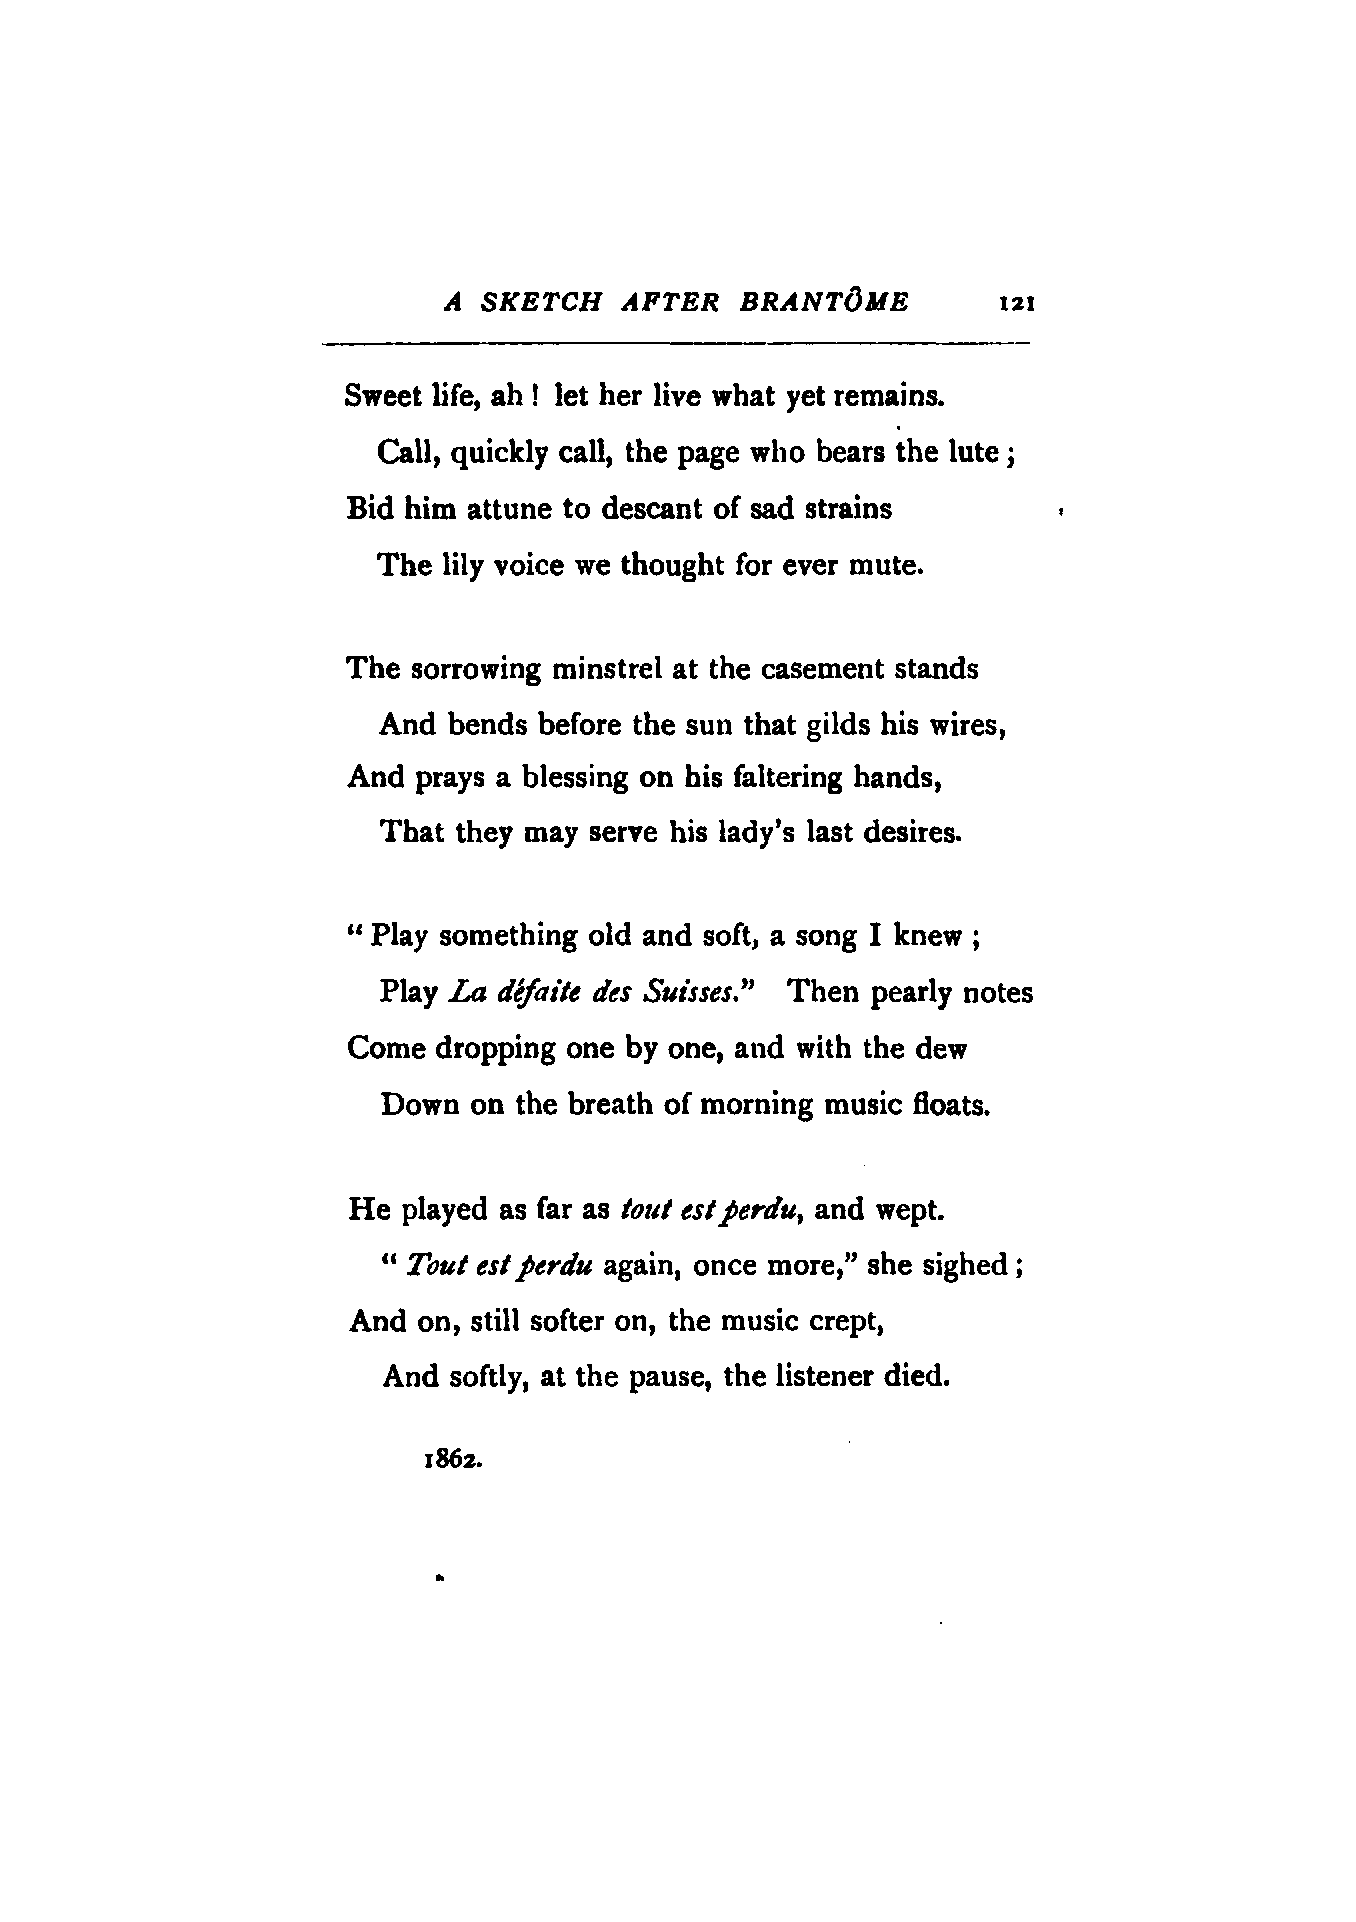 A SKETCH AFTER BRANTÔME 121
Sweet life, ah ! let her live what yet remains.
Call, quickly call, the page who bears the lute ;
Bid him attune to descant of sad strains
The lily voice we thought for ever mute.
The sorrowing minstrel at the casement stands
And bends before the sun that gilds his wires,
And prays a blessing on his faltering hands,
That they may serve his lady's last desires.
“ Play something old and soft, a song I knew ;
Play La défaite des Suisses.” Then pearly notes
Come dropping one by one, and with the dew
Down on the breath of morning music floats.
He played as far as tout est perdu, and wept.
“ Tout est perdu again, once more,” she sighed ;
And on, still softer on, the music crept,
And softly, at the pause, the listener died.
1862.